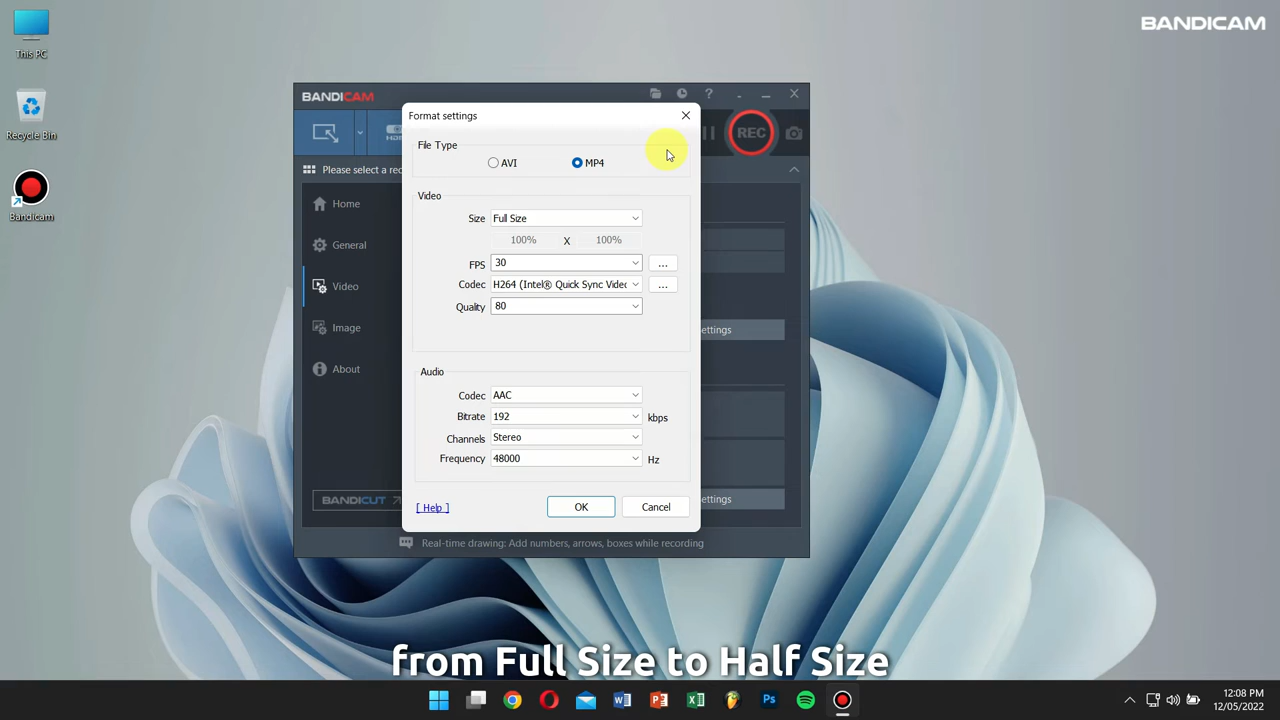 This PC
Recycle Bin
Bandicam
BANDICAM
BANDICAM
?
REC
Please select a rec
Home
General
Video
Image
About
BANDICUT
ettings
ettings
Real-time drawing: Add numbers, arrows, boxes while recording
Format settings
File Type
AVI
MP4
Video
Size
Full Size
100% X 100%
FPS
30
...
Codec
H264 (Intel® Quick Sync Video
...
Quality
80
Audio
Codec
AAC
Bitrate
192
kbps
Channels
Stereo
Frequency
48000
Hz
[ Help ]
OK
Cancel
from Full Size to Half Size
12:08 PM
12/05/2022